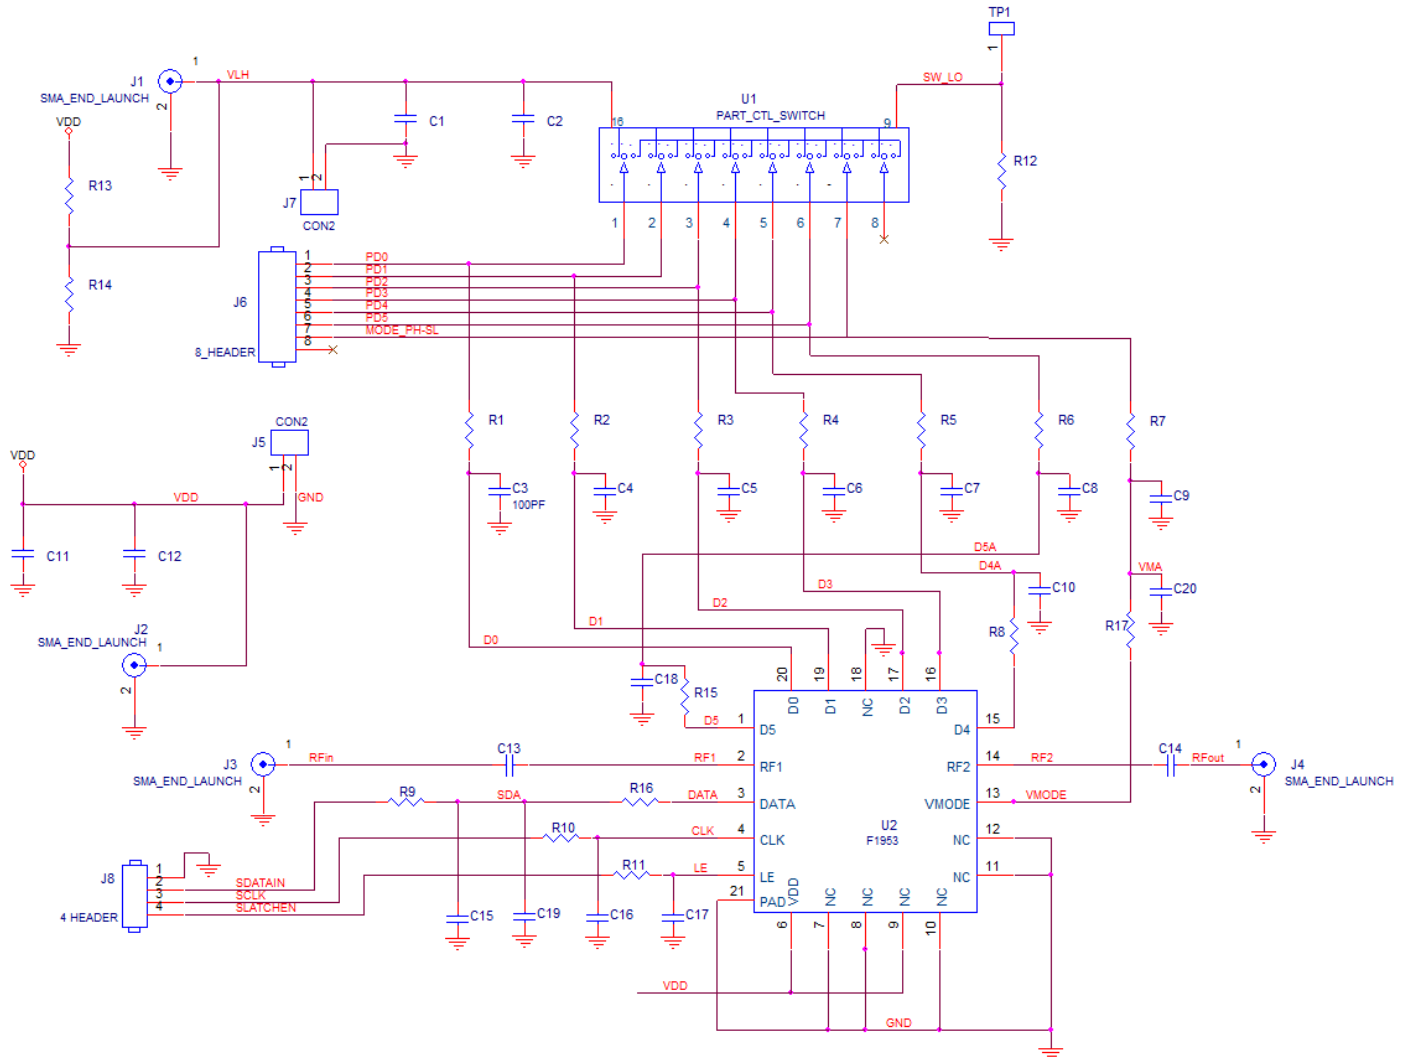 TP1
1
J1
1
VLH
SW_LO
SMA_END_LAUNCH
2
VDD
U1
PART_CTL_SWITCH
C1
C2
16
9
R13
R12
1
2
J7
CON2
1
2
3
4
5
6
7
8
R14
J6
8_HEADER
1
2
3
4
5
6
7
8
PD0
PD1
PD2
PD3
PD4
PD5
MODE_PH-SL
R1
R2
R3
R4
R5
R6
R7
CON2
J5
1
2
VDD
VDD
GND
C3
100PF
C4
C5
C6
C7
C8
C9
C11
C12
D5A
D4A
VMA
C10
C20
D3
D2
D1
D0
R8
R17
J2
SMA_END_LAUNCH
1
2
C18
R15
20
19
18
17
16
D0
D1
NC
D2
D3
D5
1
D5
D4
15
J3
SMA_END_LAUNCH
1
2
RFin
C13
RF1
2
RF1
RF2
14
RF2
C14
RFout
1
2
J4
SMA_END_LAUNCH
R9
SDA
R16
DATA
3
DATA
VMODE
13
VMODE
R10
CLK
4
CLK
U2
F1953
NC
12
R11
LE
5
LE
NC
11
21
PAD
VDD
NC
NC
NC
NC
6
7
8
9
10
J8
4 HEADER
1
2
3
4
SDATAIN
SCLK
SLATCHEN
C15
C19
C16
C17
VDD
GND